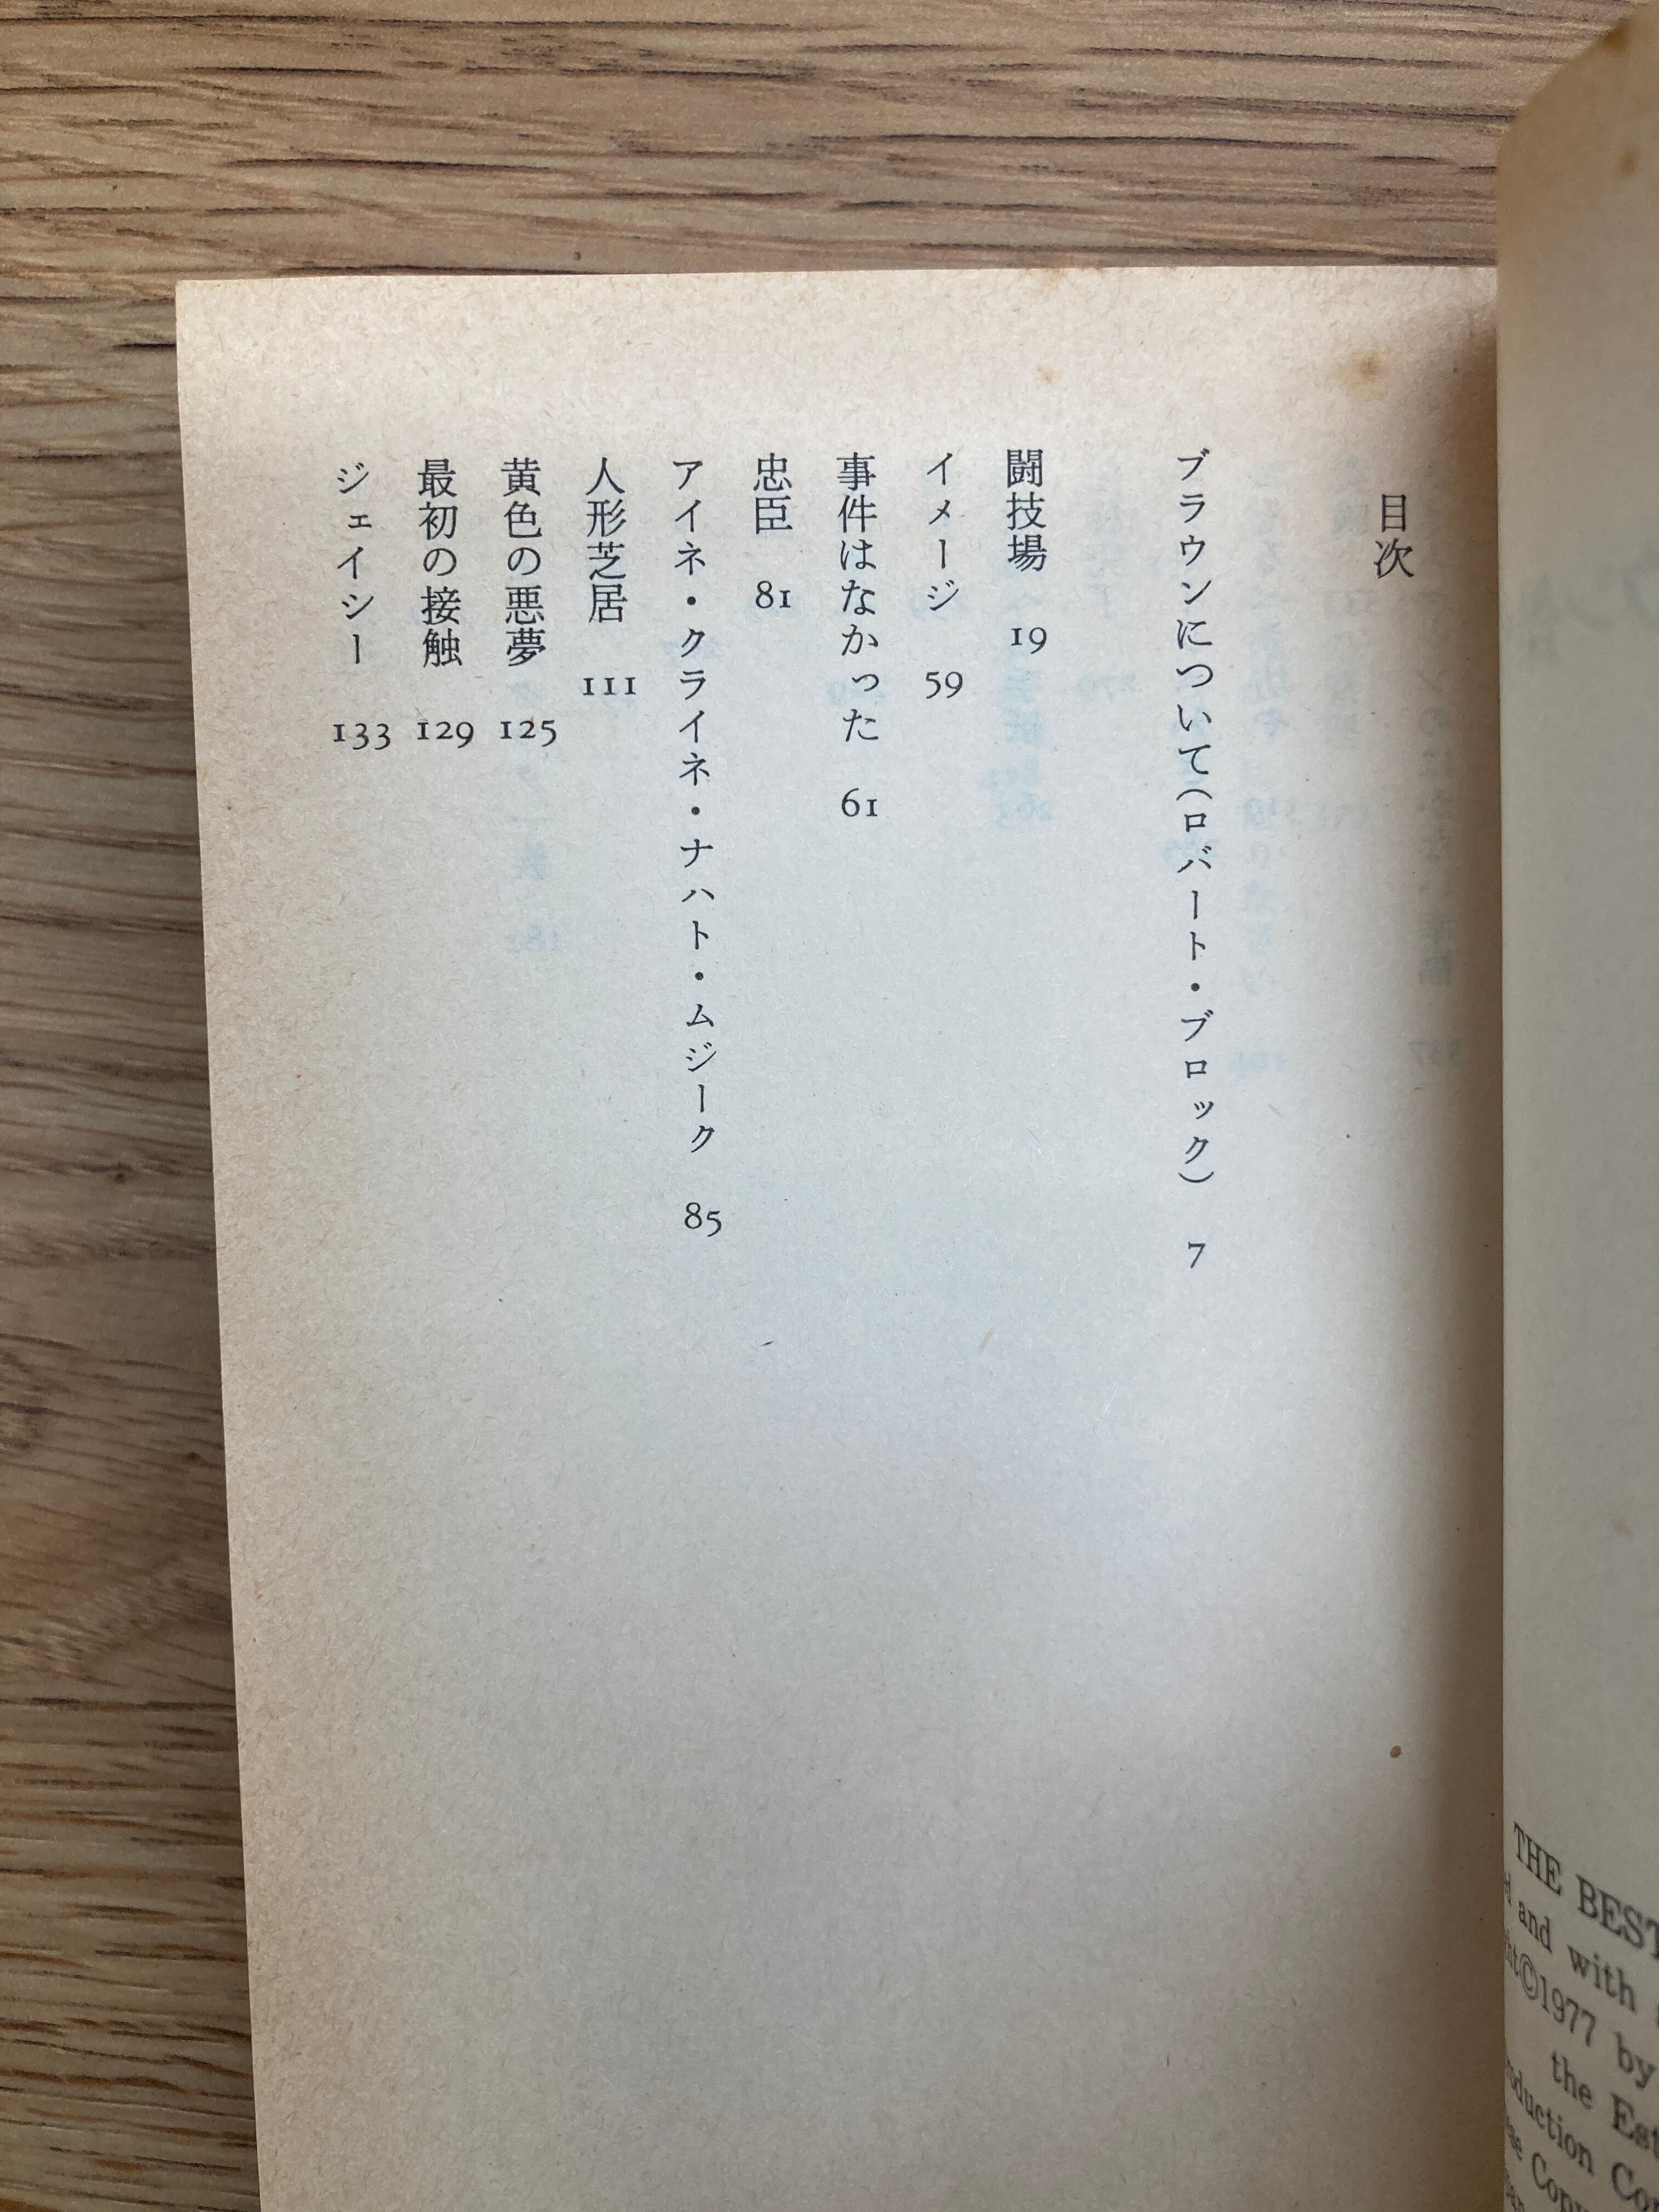 目次
ブラウンについて(ロバート・ブロック) 7
闘技場 19
イメージ 59
事件はなかった 61
忠臣 81
アイネ・クライネ・ナハト・ムジーク 85
人形芝居 111
黄色の悪夢 125
最初の接触 129
ジェイシー 133
THE BEST
and with
©1977 by
the Est